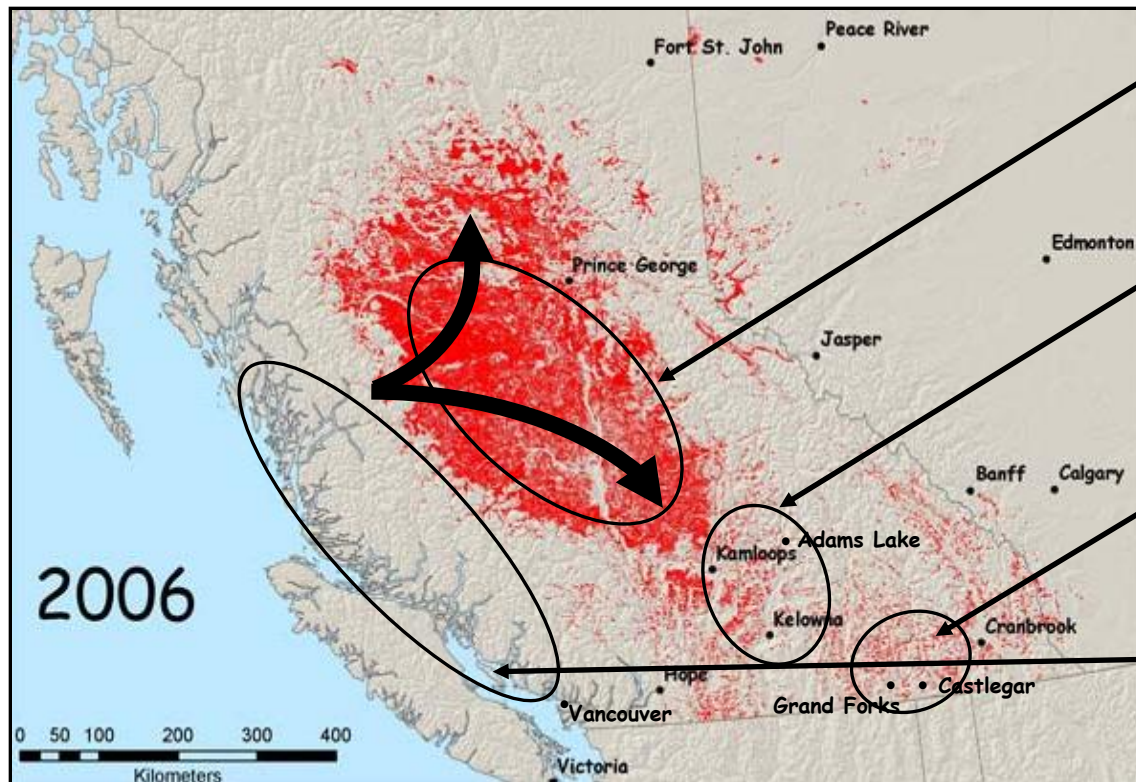 Peace River
Fort St. John
Edmonton
Prince George
Jasper
Banff
Calgary
Adams Lake
Kamloops
2006
Kelowna
Cranbrook
Hope
Castlegar
Grand Forks
Vancouver
0 50 100 200 300 400
Kilometers
Victoria